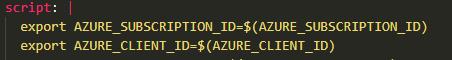 script: |
export AZURE_SUBSCRIPTION_ID=$(AZURE_SUBSCRIPTION_ID)
export AZURE_CLIENT_ID=$(AZURE_CLIENT_ID)